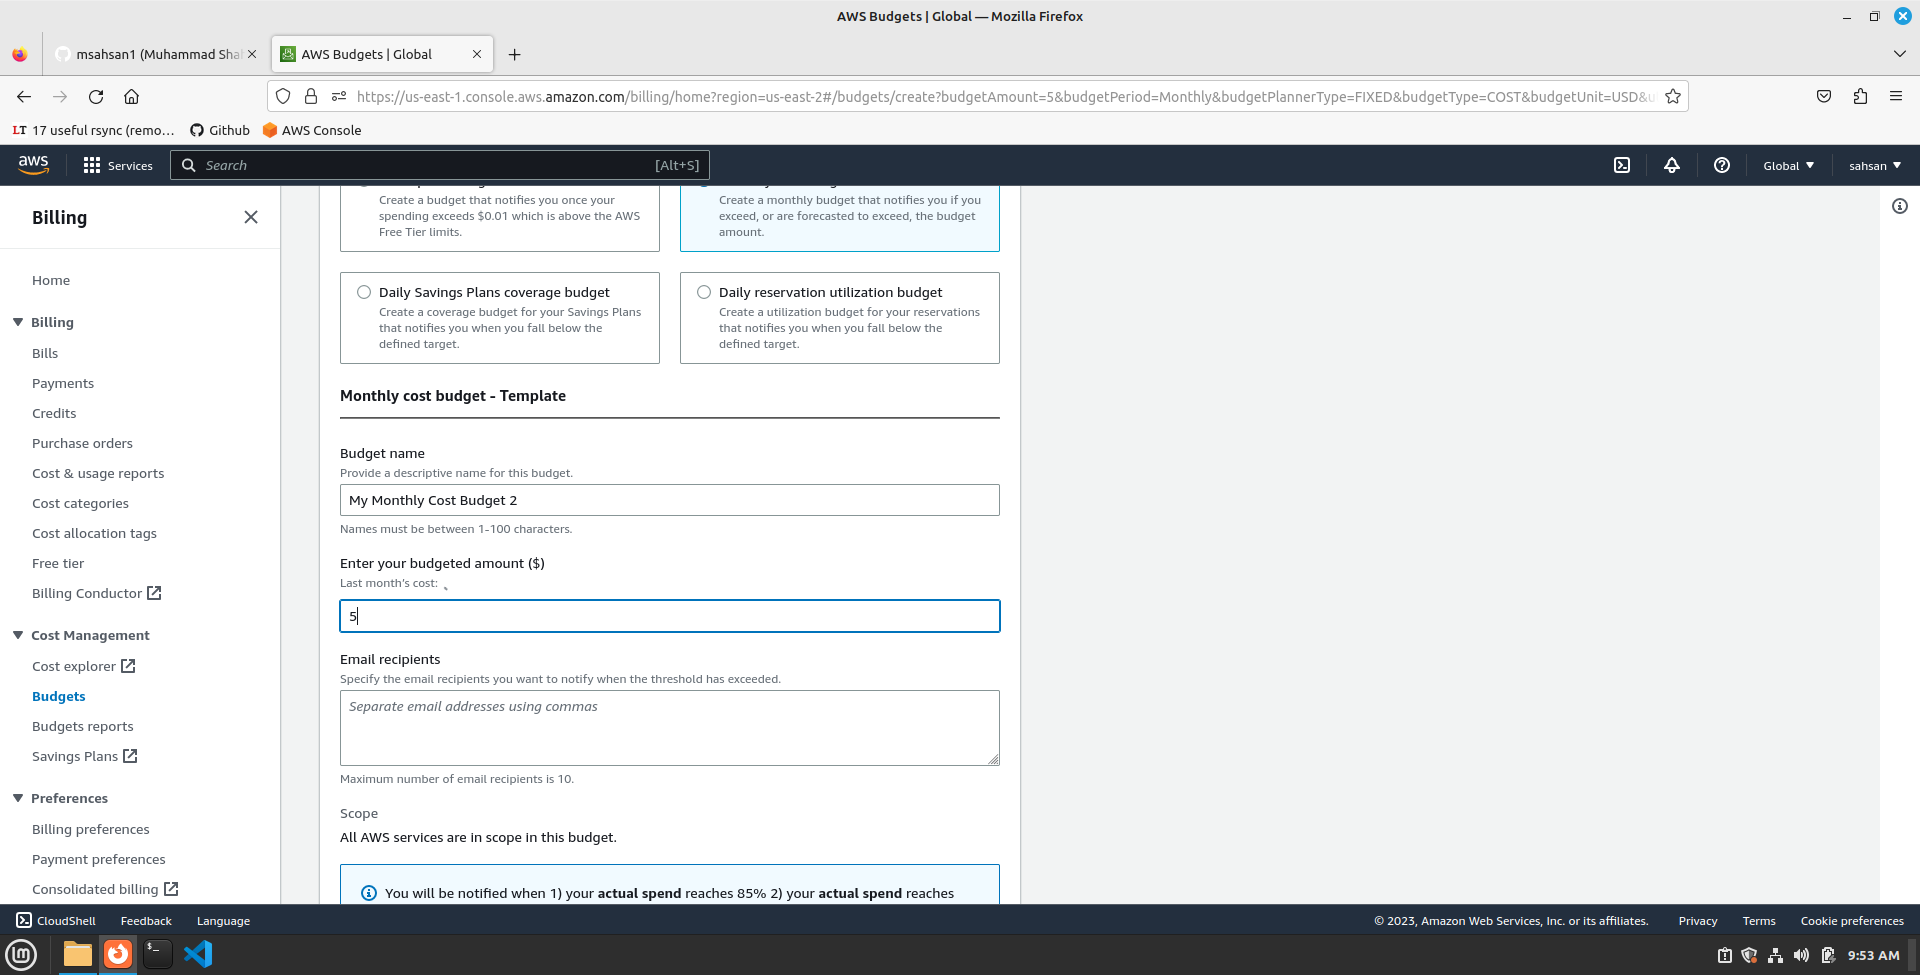 AWS Budgets | Global — Mozilla Firefox
msahsan1 (Muhammad Sha
AWS Budgets | Global
https://us-east-1.console.aws.amazon.com/billing/home?region=us-east-2#/budgets/create?budgetAmount=5&budgetPeriod=Monthly&budgetPlannerType=FIXED&budgetType=COST&budgetUnit=USD&u
LT 17 useful rsync (remo…
Github
AWS Console
aws
Services
Search
[Alt+S]
Global
sahsan
Billing
Home
Billing
Bills
Payments
Credits
Purchase orders
Cost & usage reports
Cost categories
Cost allocation tags
Free tier
Billing Conductor
Cost Management
Cost explorer
Budgets
Budgets reports
Savings Plans
Preferences
Billing preferences
Payment preferences
Consolidated billing
Create a budget that notifies you once your
spending exceeds $0.01 which is above the AWS
Free Tier limits.
Create a monthly budget that notifies you if you
exceed, or are forecasted to exceed, the budget
amount.
Daily Savings Plans coverage budget
Create a coverage budget for your Savings Plans
that notifies you when you fall below the
defined target.
Daily reservation utilization budget
Create a utilization budget for your reservations
that notifies you when you fall below the
defined target.
Monthly cost budget - Template
Budget name
Provide a descriptive name for this budget.
My Monthly Cost Budget 2
Names must be between 1-100 characters.
Enter your budgeted amount ($)
Last month's cost:
5
Email recipients
Specify the email recipients you want to notify when the threshold has exceeded.
Separate email addresses using commas
Maximum number of email recipients is 10.
Scope
All AWS services are in scope in this budget.
You will be notified when 1) your actual spend reaches 85% 2) your actual spend reaches
CloudShell
Feedback
Language
© 2023, Amazon Web Services, Inc. or its affiliates.
Privacy
Terms
Cookie preferences
9:53 AM